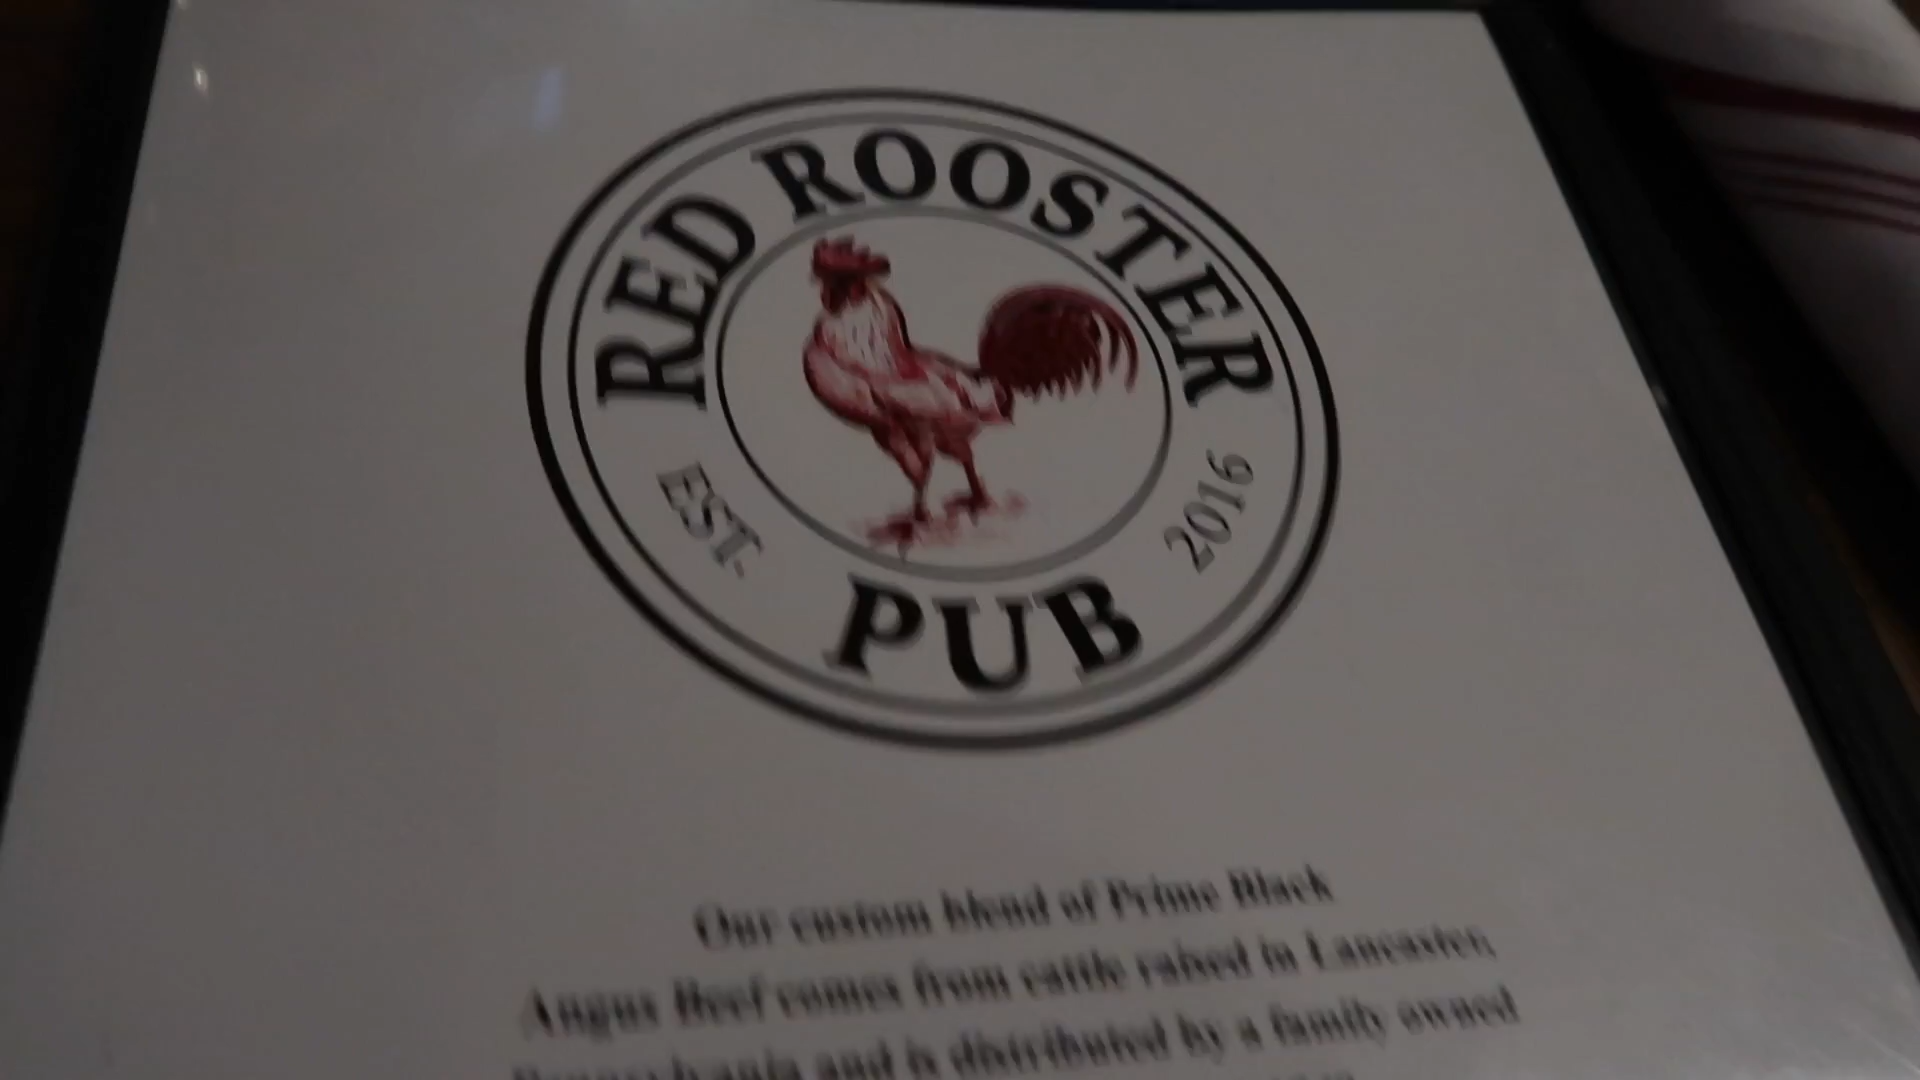 RED ROOSTER
EST. 2016
PUB
Our custom blend of Prime Black
Angus Beef comes from cattle raised in Lancaster,
Pennsylvania and is distributed by a family owned